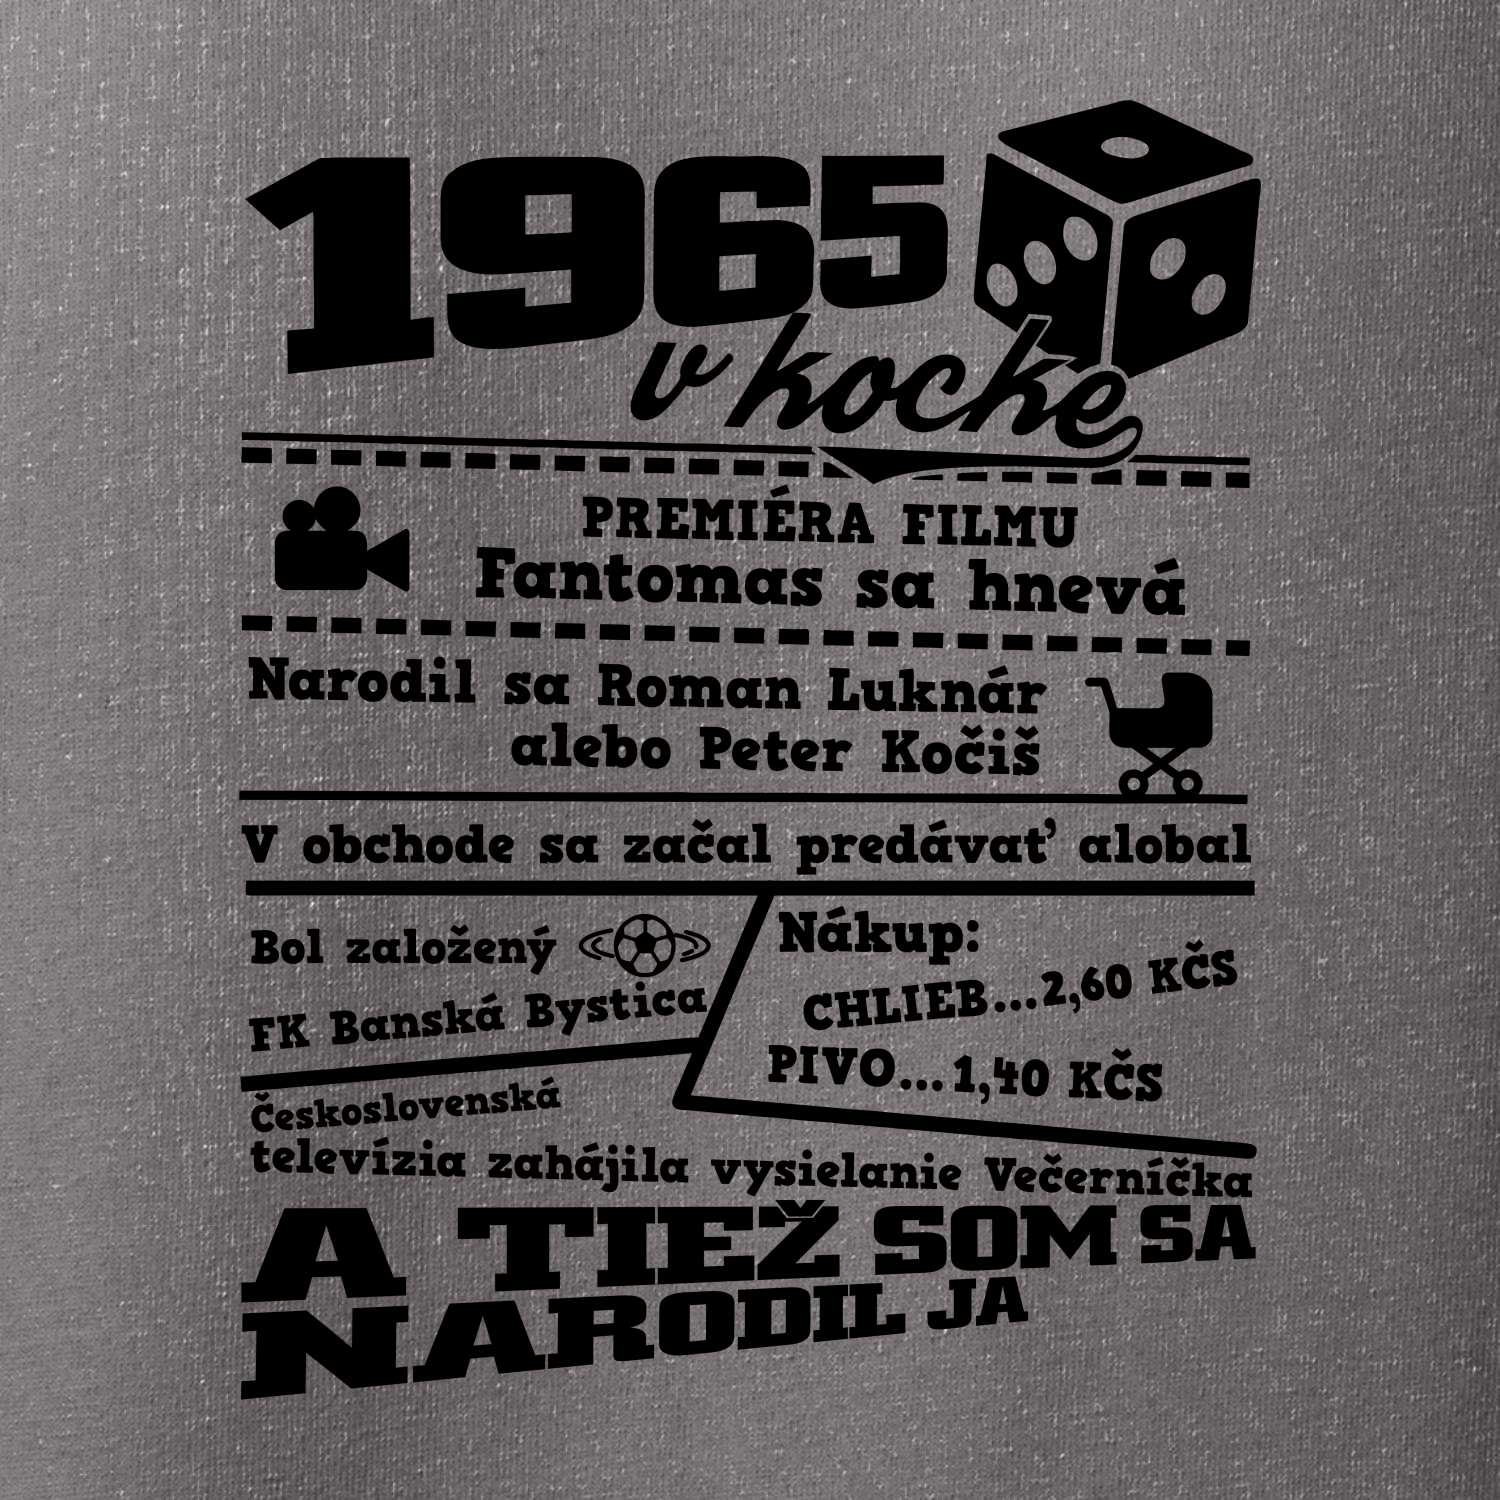 1965
v kocke
PREMIÉRA FILMU
Fantomas sa hnevá
Narodil sa Roman Luknár
alebo Peter Kočiš
V obchode sa začal predávať alobal
Bol založený
FK Banská Bystica
Nákup:
CHLIEB...2,60 KČS
PIVO...1,40 KČS
Československá
televízia zahájila vysielanie Večerníčka
A TIEŽ SOM SA
NARODIL JA